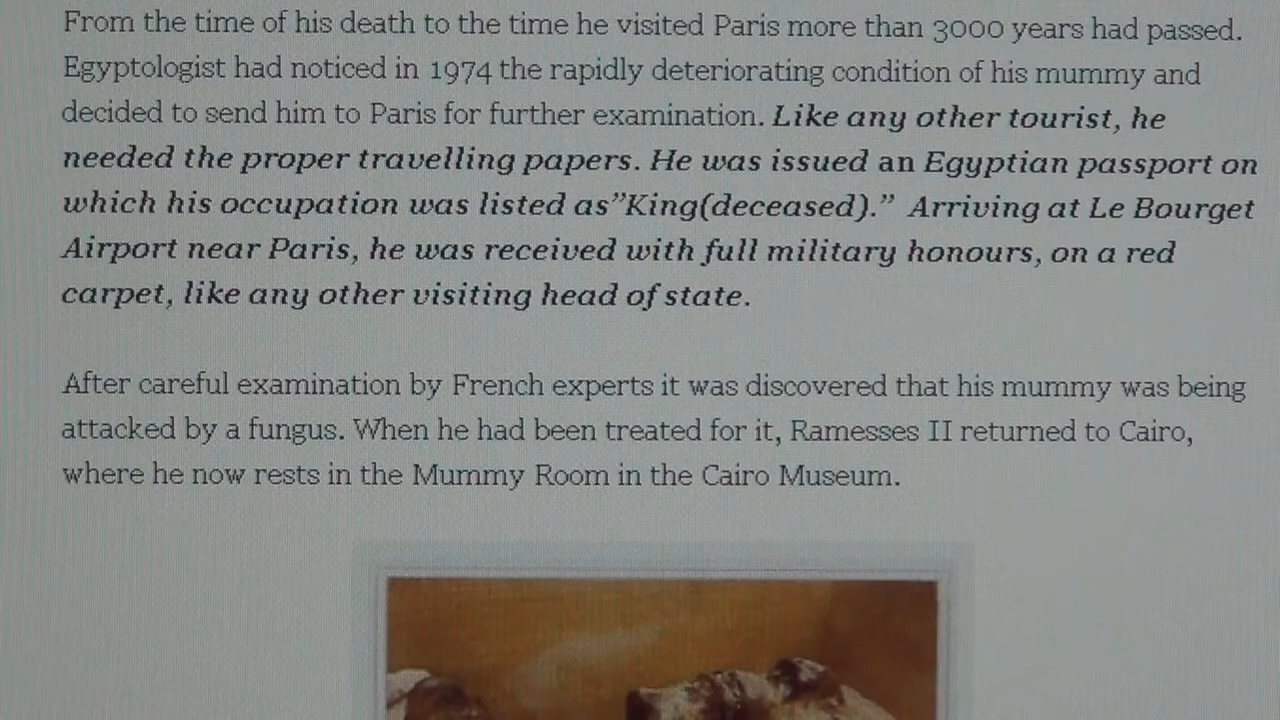 From the time of his death to the time he visited Paris more than 3000 years had passed.
Egyptologist had noticed in 1974 the rapidly deteriorating condition of his mummy and
decided to send him to Paris for further examination. Like any other tourist, he
needed the proper travelling papers. He was issued an Egyptian passport on
which his occupation was listed as”King(deceased).” Arriving at Le Bourget
Airport near Paris, he was received with full military honours, on a red
carpet, like any other visiting head of state.
After careful examination by French experts it was discovered that his mummy was being
attacked by a fungus. When he had been treated for it, Ramesses II returned to Cairo,
where he now rests in the Mummy Room in the Cairo Museum.